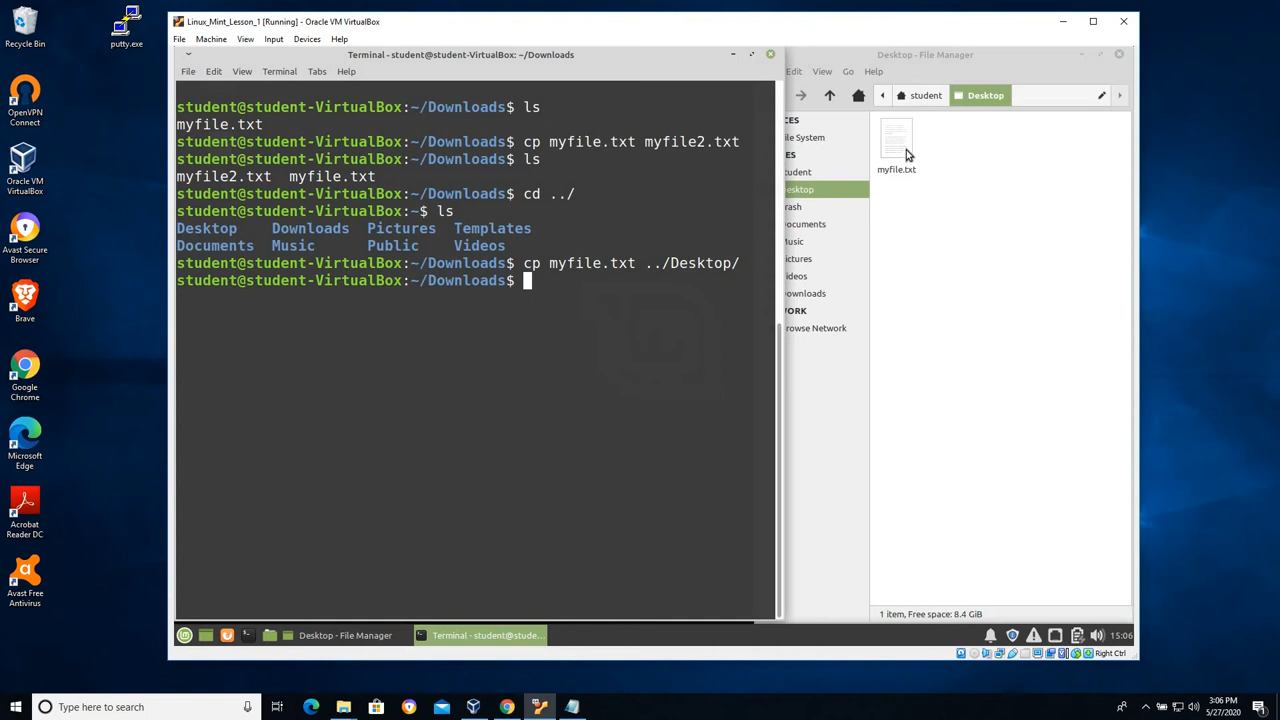 Recycle Bin
putty.exe
OpenVPN
Connect
Oracle VM
VirtualBox
Avast Secure
Browser
Brave
Google
Chrome
Microsoft
Edge
Acrobat
Reader DC
Avast Free
Antivirus
Linux_Mint_Lesson_1 [Running] - Oracle VM VirtualBox
File Machine View Input Devices Help
Terminal - student@student-VirtualBox: ~/Downloads
File Edit View Terminal Tabs Help
student@student-VirtualBox:~/Downloads$ ls
myfile.txt
student@student-VirtualBox:~/Downloads$ cp myfile.txt myfile2.txt
student@student-VirtualBox:~/Downloads$ ls
myfile2.txt myfile.txt
student@student-VirtualBox:~/Downloads$ cd ../
student@student-VirtualBox:~$ ls
Desktop Downloads Pictures Templates
Documents Music Public Videos
student@student-VirtualBox:~/Downloads$ cp myfile.txt ../Desktop/
student@student-VirtualBox:~/Downloads$
Desktop - File Manager
Edit View Go Help
student Desktop
CES
ile System
ES
tudent
esktop
rash
ocuments
usic
ictures
ideos
ownloads
WORK
rowse Network
myfile.txt
1 item, Free space: 8.4 GiB
Desktop - File Manager
Terminal - student@stude...
15:06
Right Ctrl
Type here to search
3:06 PM
5/27/2020
1